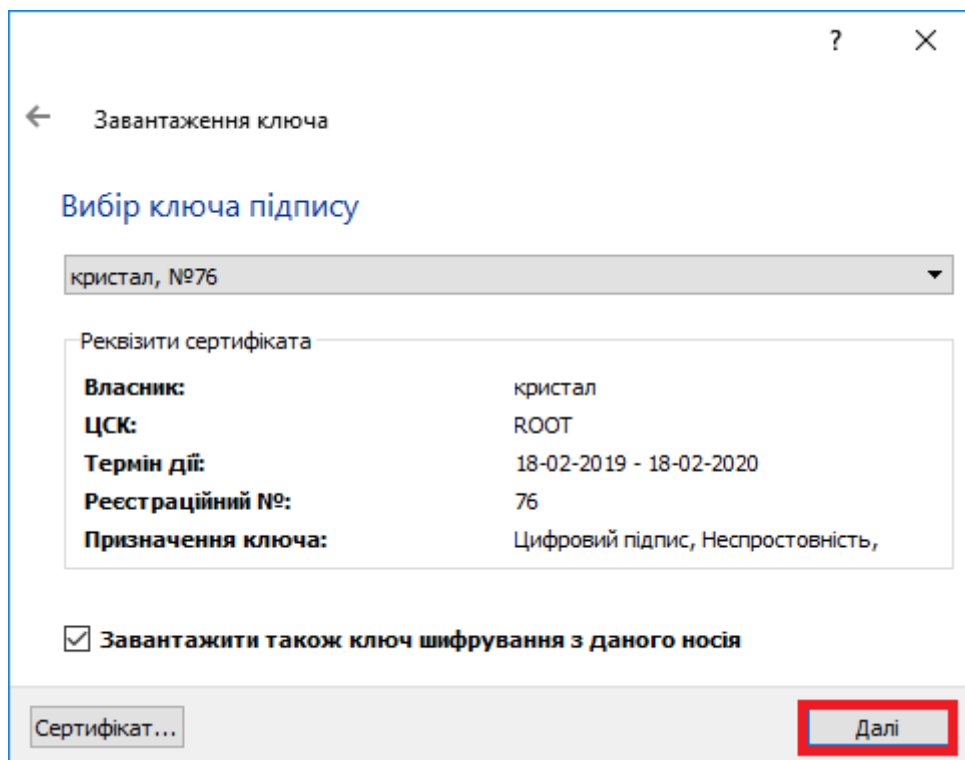 ?
Завантаження ключа
Вибір ключа підпису
кристал, №76
Реквізити сертифіката
Власник: кристал
ЦСК: ROOT
Термін дії: 18-02-2019 - 18-02-2020
Реєстраційний №: 76
Призначення ключа: Цифровий підпис, Неспростовність,
Завантажити також ключ шифрування з даного носія
Сертифікат... Далі